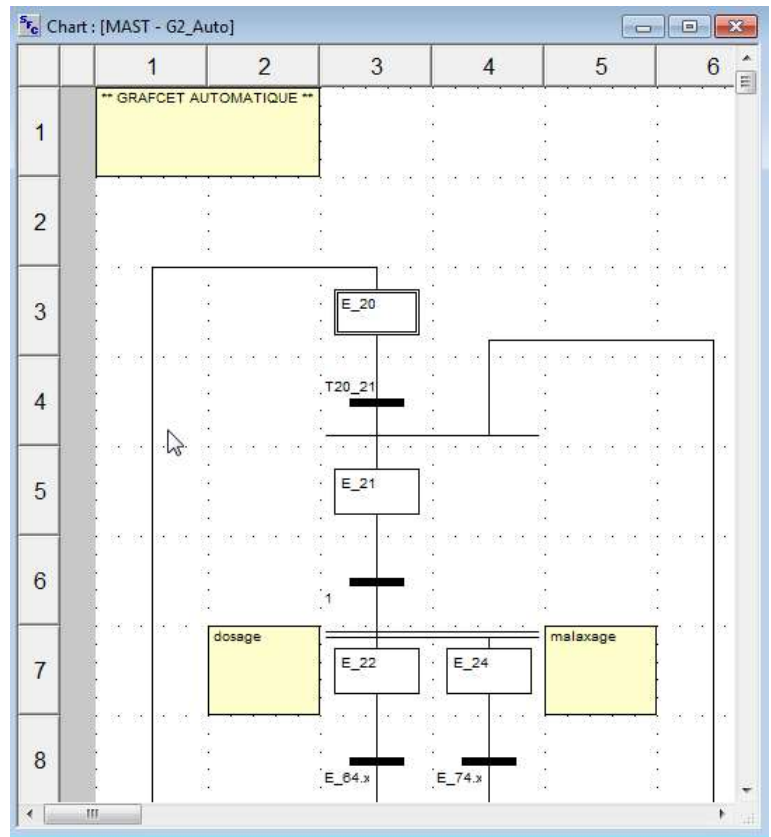 SFC Chart : [MAST - G2_Auto]
1 2 3 4 5 6
** GRAFCET AUTOMATIQUE **
1
2
3
E_20
T20_21
4
5
E_21
6
1
dosage
malaxage
7
E_22
E_24
8
E_64.x
E_74.x